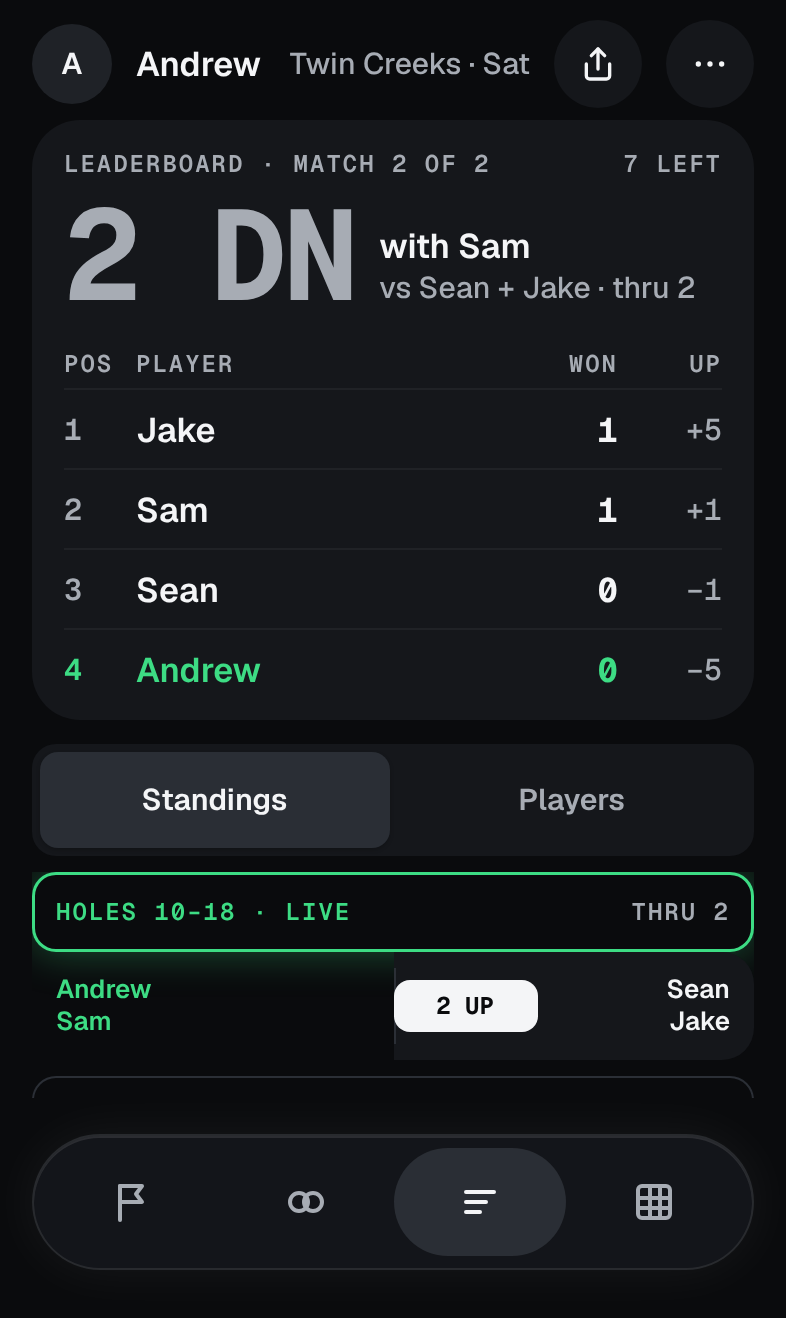 A Andrew Twin Creeks · Sat
LEADERBOARD · MATCH 2 OF 2 7 LEFT
2 DN
with Sam
vs Sean + Jake · thru 2
POS PLAYER WON UP
1 Jake 1 +5
2 Sam 1 +1
3 Sean 0 −1
4 Andrew 0 −5
Standings Players
HOLES 10–18 · LIVE THRU 2
Andrew
Sam
2 UP
Sean
Jake